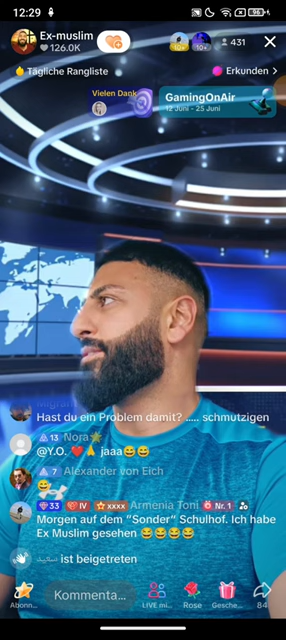 12:29
96
Ex-muslim
126.0K
10+
10+
431
Tägliche Rangliste
Erkunden >
Vielen Dank
GamingOnAir
12 Juni - 25 Juni
Hast du ein Problem damit? ..... schmutzigen
13 Nora
@Y.O. ❤️🙏 jaaa😄😄
7 Alexander von Eich
33 IV xxxx Armenia Toni Nr. 1
Morgen auf dem "Sonder" Schulhof. Ich habe
Ex Muslim gesehen 😂😂😂😂
ist beigetreten
Kommenta...
Abonn...
LIVE mi...
Rose
Gesche...
84